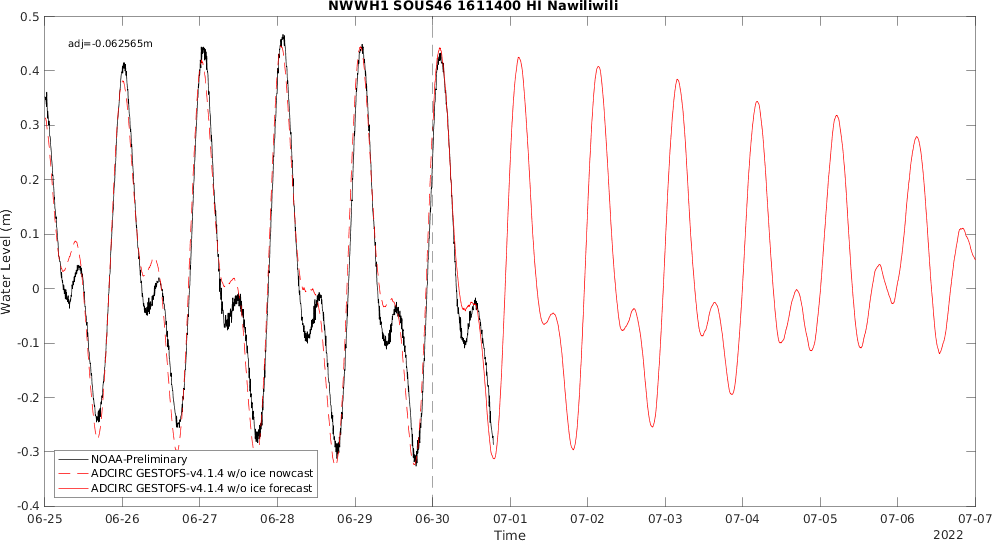 NWWH1 SOUS46 1611400 HI Nawiliwili
adj=-0.062565m
0.5
0.4
0.3
0.2
0.1
0
-0.1
-0.2
-0.3
-0.4
Water Level (m)
NOAA-Preliminary
ADCIRC GESTOFS-v4.1.4 w/o ice nowcast
ADCIRC GESTOFS-v4.1.4 w/o ice forecast
06-25 06-26 06-27 06-28 06-29 06-30 07-01 07-02 07-03 07-04 07-05 07-06 07-07
Time
2022